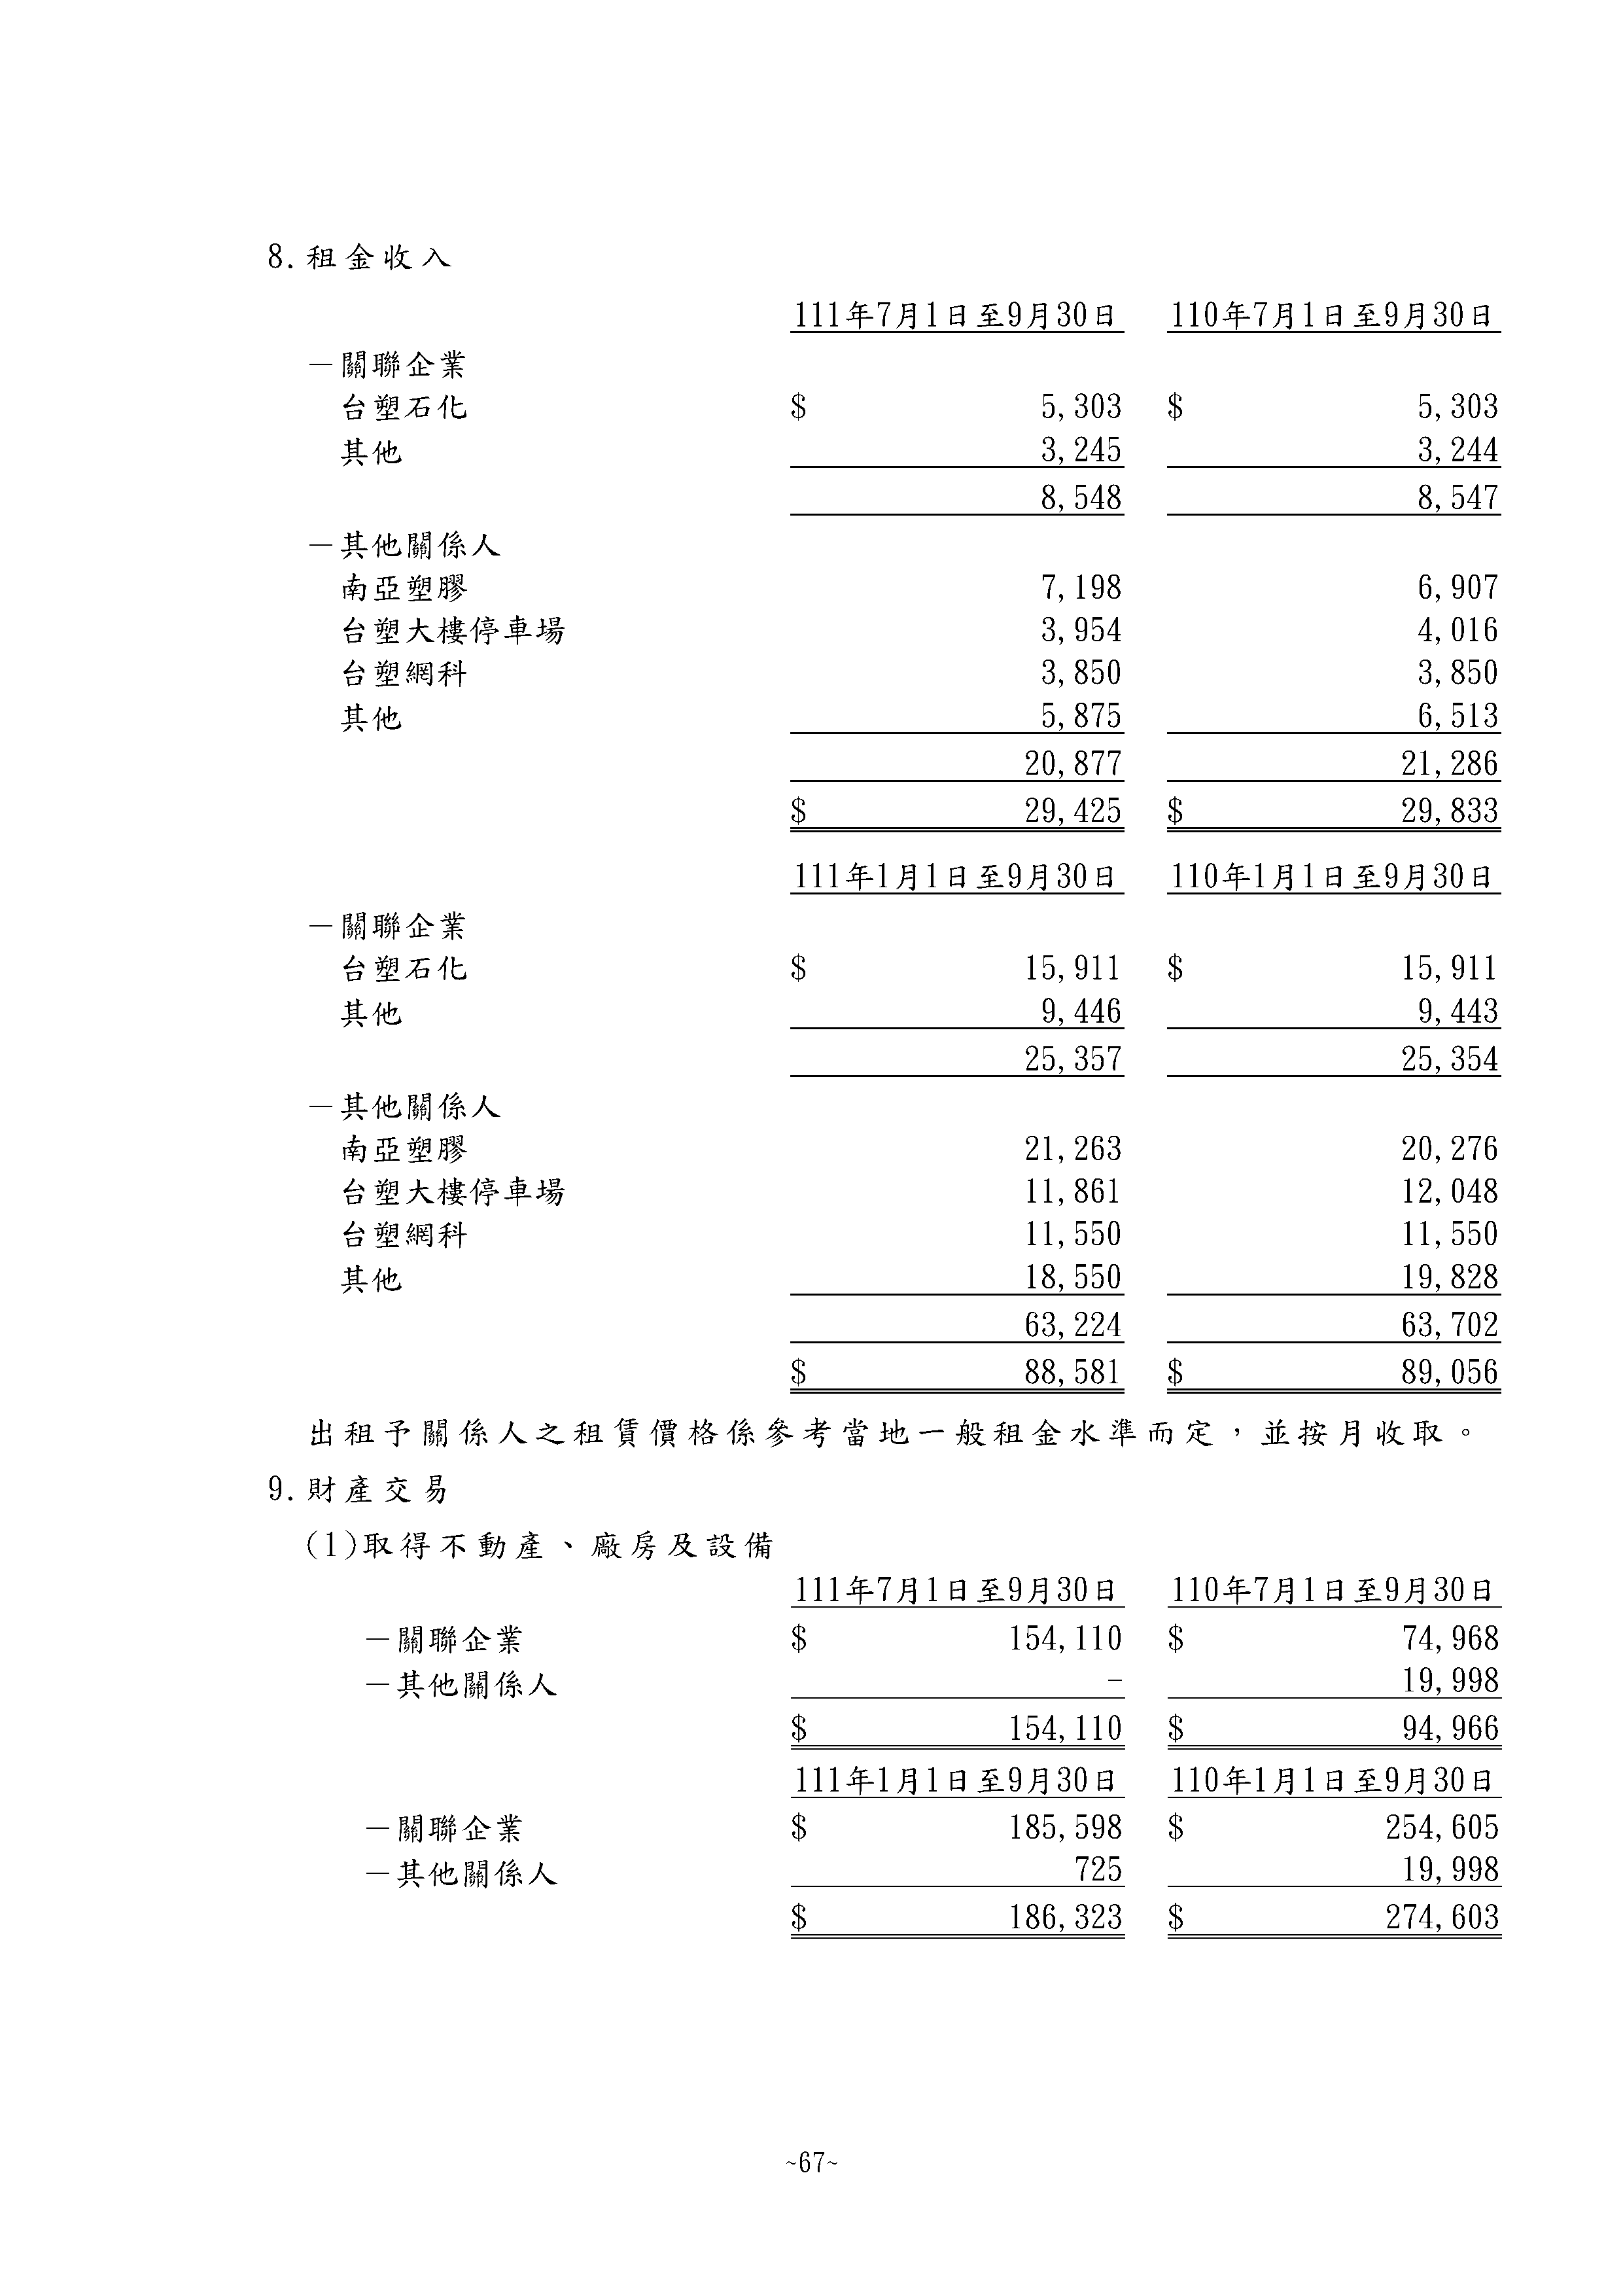 8.租金收入
111年7月1日至9月30日 110年7月1日至9月30日
－關聯企業
台塑石化 $ 5,303 $ 5,303
其他 3,245 3,244
8,548 8,547
－其他關係人
南亞塑膠 7,198 6,907
台塑大樓停車場 3,954 4,016
台塑網科 3,850 3,850
其他 5,875 6,513
20,877 21,286
$ 29,425 $ 29,833
111年1月1日至9月30日 110年1月1日至9月30日
－關聯企業
台塑石化 $ 15,911 $ 15,911
其他 9,446 9,443
25,357 25,354
－其他關係人
南亞塑膠 21,263 20,276
台塑大樓停車場 11,861 12,048
台塑網科 11,550 11,550
其他 18,550 19,828
63,224 63,702
$ 88,581 $ 89,056
出租予關係人之租賃價格係參考當地一般租金水準而定，並按月收取。
9.財產交易
(1)取得不動產、廠房及設備
111年7月1日至9月30日 110年7月1日至9月30日
－關聯企業 $ 154,110 $ 74,968
－其他關係人 - 19,998
$ 154,110 $ 94,966
111年1月1日至9月30日 110年1月1日至9月30日
－關聯企業 $ 185,598 $ 254,605
－其他關係人 725 19,998
$ 186,323 $ 274,603
~67~